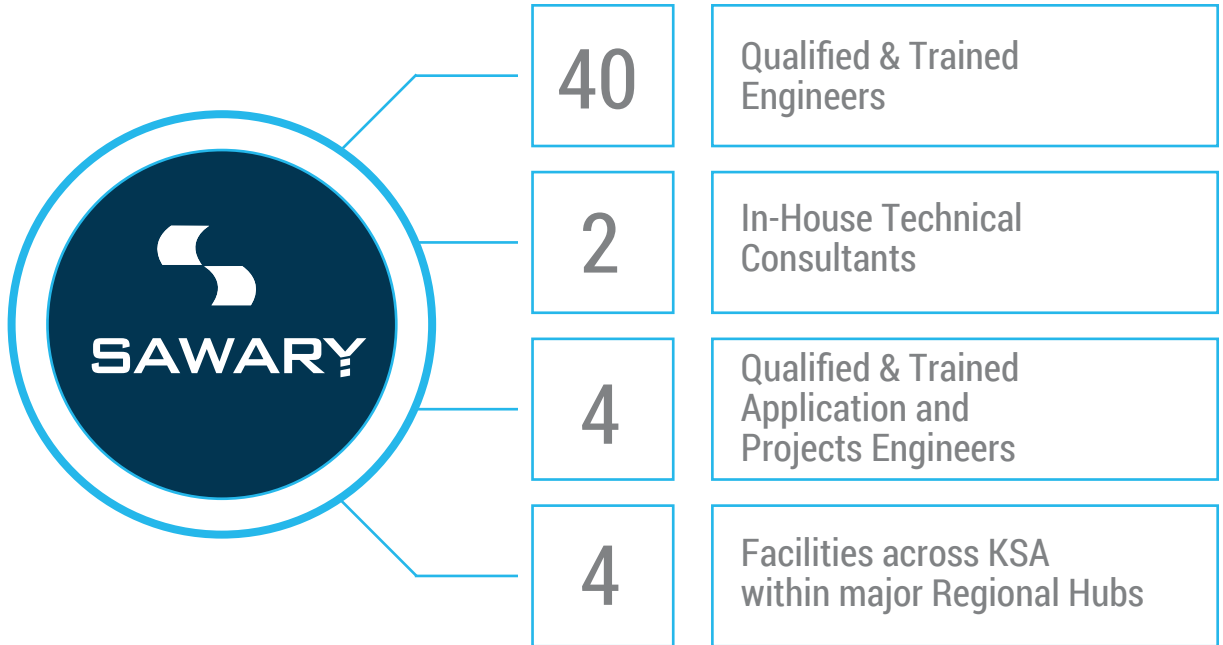 SAWARY
40
Qualified & Trained
Engineers
2
In-House Technical
Consultants
4
Qualified & Trained
Application and
Projects Engineers
4
Facilities across KSA
within major Regional Hubs